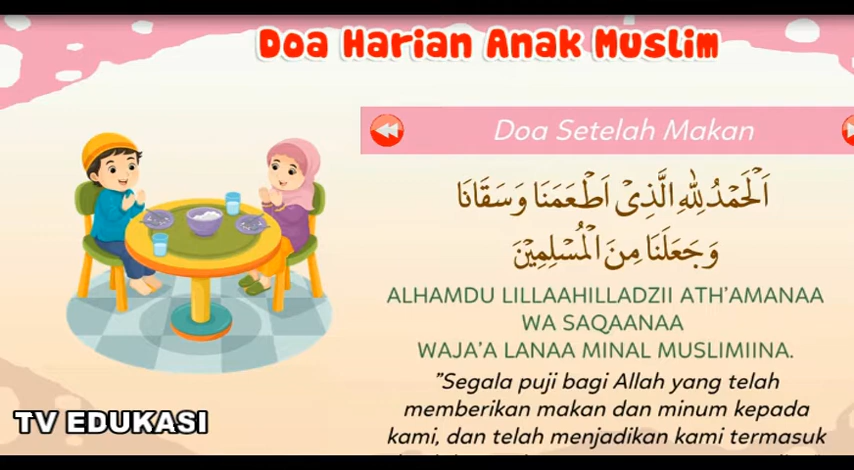 Doa Harian Anak Muslim
Doa Setelah Makan
اَلْحَمْدُ لِلّٰهِ الَّذِيْ اَطْعَمَنَا وَسَقَانَا
وَجَعَلَنَا مِنَ الْمُسْلِمِيْنَ
ALHAMDU LILLAAHILLADZII ATH'AMANAA
WA SAQAANAA
WAJA'A LANAA MINAL MUSLIMIINA.
"Segala puji bagi Allah yang telah
memberikan makan dan minum kepada
kami, dan telah menjadikan kami termasuk
TV EDUKASI